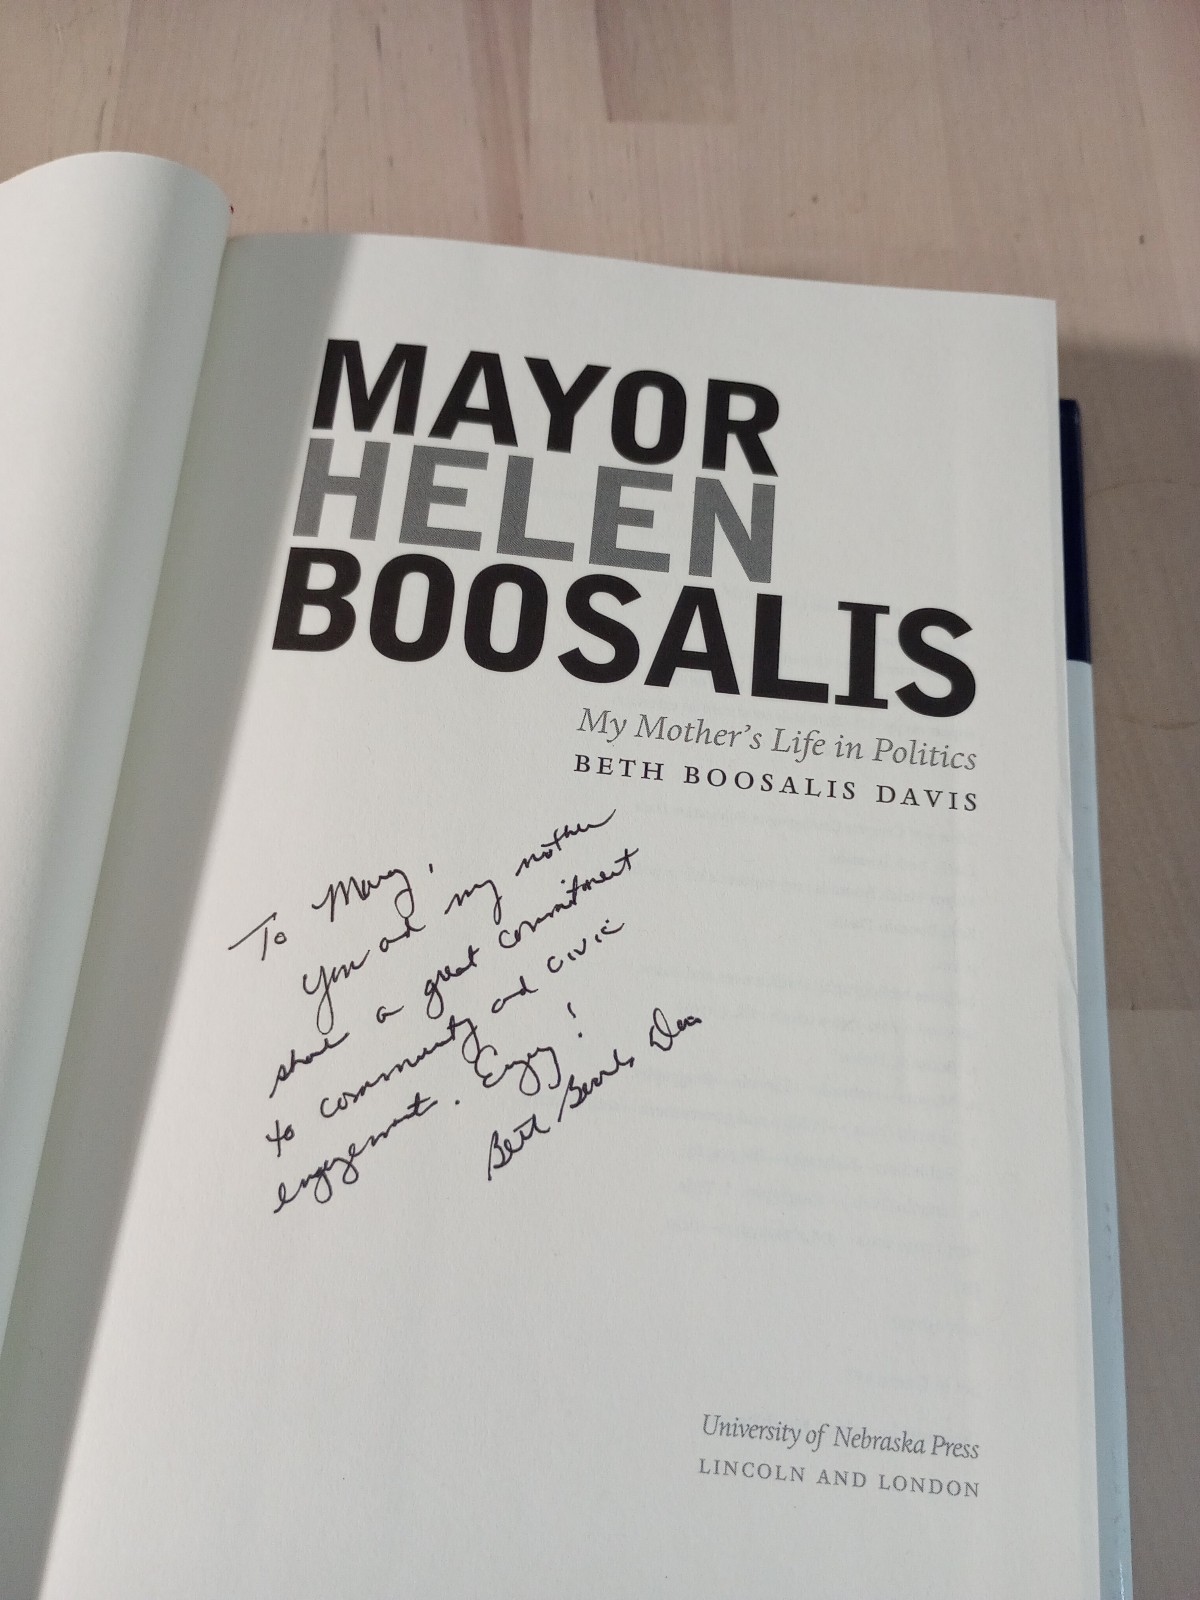 MAYOR
HELEN
BOOSALIS
My Mother's Life in Politics
BETH BOOSALIS DAVIS
To Mary,
You and my mother
share a great commitment
to community and civic
engagement. Enjoy!
Beth Boosalis Davis
University of Nebraska Press
LINCOLN AND LONDON